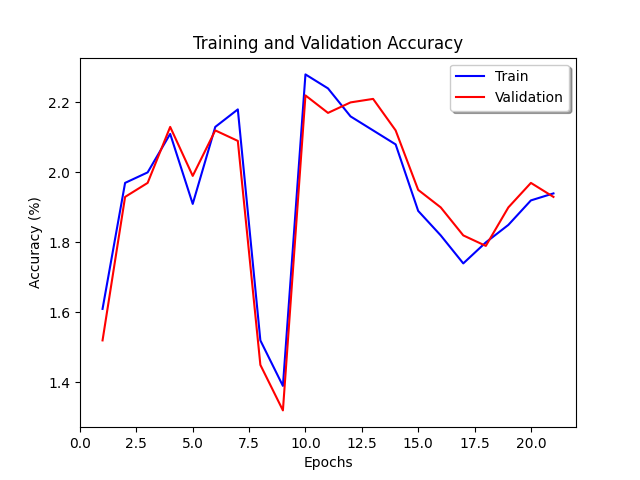 Training and Validation Accuracy
Train
Validation
Accuracy (%)
2.2
2.0
1.8
1.6
1.4
0.0 2.5 5.0 7.5 10.0 12.5 15.0 17.5 20.0
Epochs